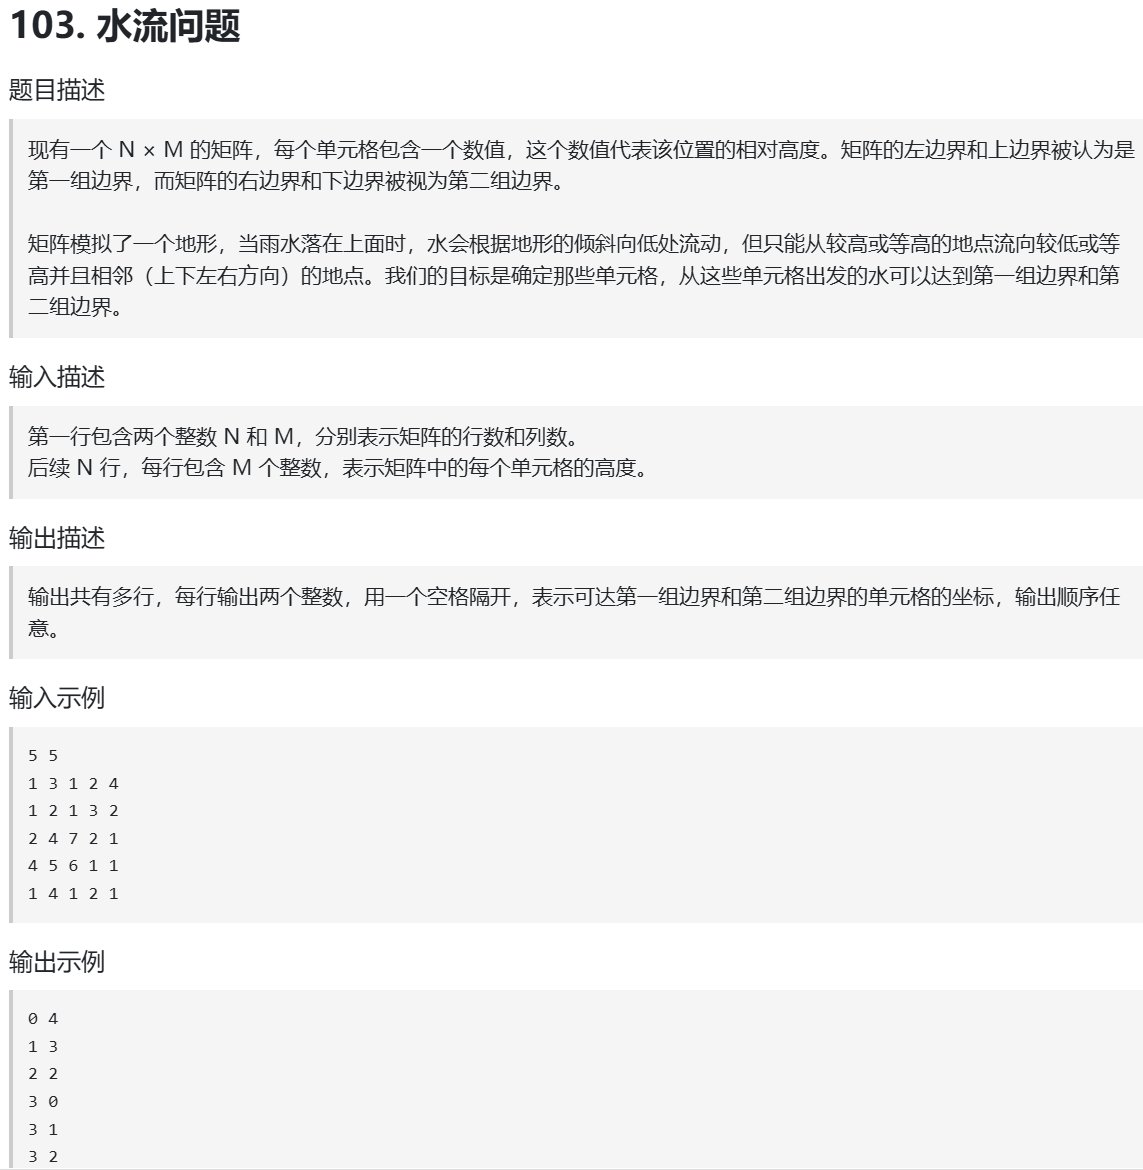 103. 水流问题
题目描述
现有一个 N × M 的矩阵，每个单元格包含一个数值，这个数值代表该位置的相对高度。矩阵的左边界和上边界被认为是
第一组边界，而矩阵的右边界和下边界被视为第二组边界。
矩阵模拟了一个地形，当雨水落在上面时，水会根据地形的倾斜向低处流动，但只能从较高或等高的地点流向较低或等
高并且相邻（上下左右方向）的地点。我们的目标是确定那些单元格，从这些单元格出发的水可以达到第一组边界和第
二组边界。
输入描述
第一行包含两个整数 N 和 M，分别表示矩阵的行数和列数。
后续 N 行，每行包含 M 个整数，表示矩阵中的每个单元格的高度。
输出描述
输出共有多行，每行输出两个整数，用一个空格隔开，表示可达第一组边界和第二组边界的单元格的坐标，输出顺序任
意。
输入示例
5 5
1 3 1 2 4
1 2 1 3 2
2 4 7 2 1
4 5 6 1 1
1 4 1 2 1
输出示例
0 4
1 3
2 2
3 0
3 1
3 2